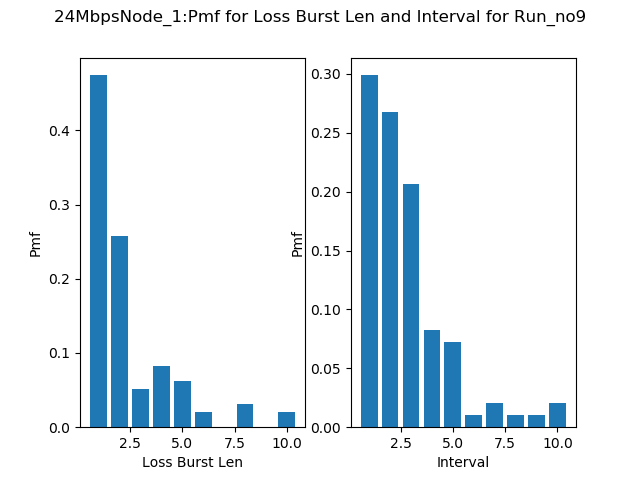 24MbpsNode_1:Pmf for Loss Burst Len and Interval for Run_no9
0.4
0.3
0.2
0.1
0.0
Pmf
2.5 5.0 7.5 10.0
Loss Burst Len
0.30
0.25
0.20
0.15
0.10
0.05
0.00
Pmf
2.5 5.0 7.5 10.0
Interval